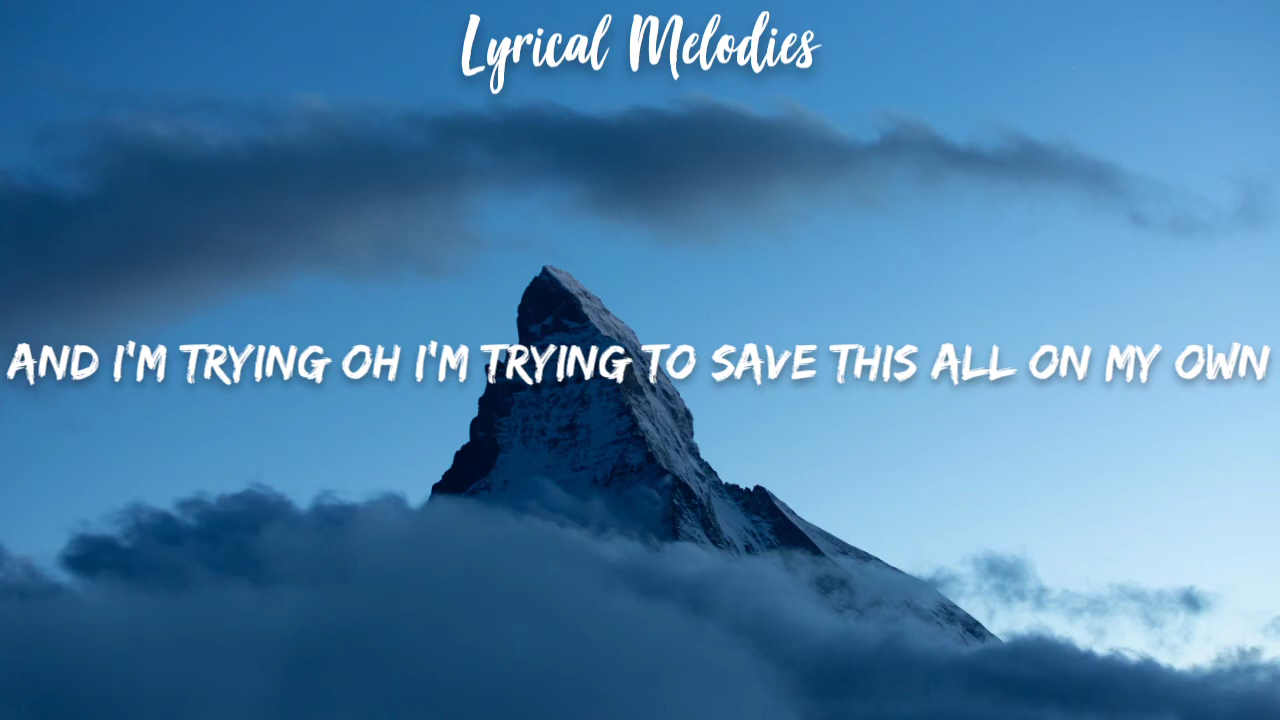 Lyrical Melodies
AND I'M TRYING OH I'M TRYING TO SAVE THIS ALL ON MY OWN